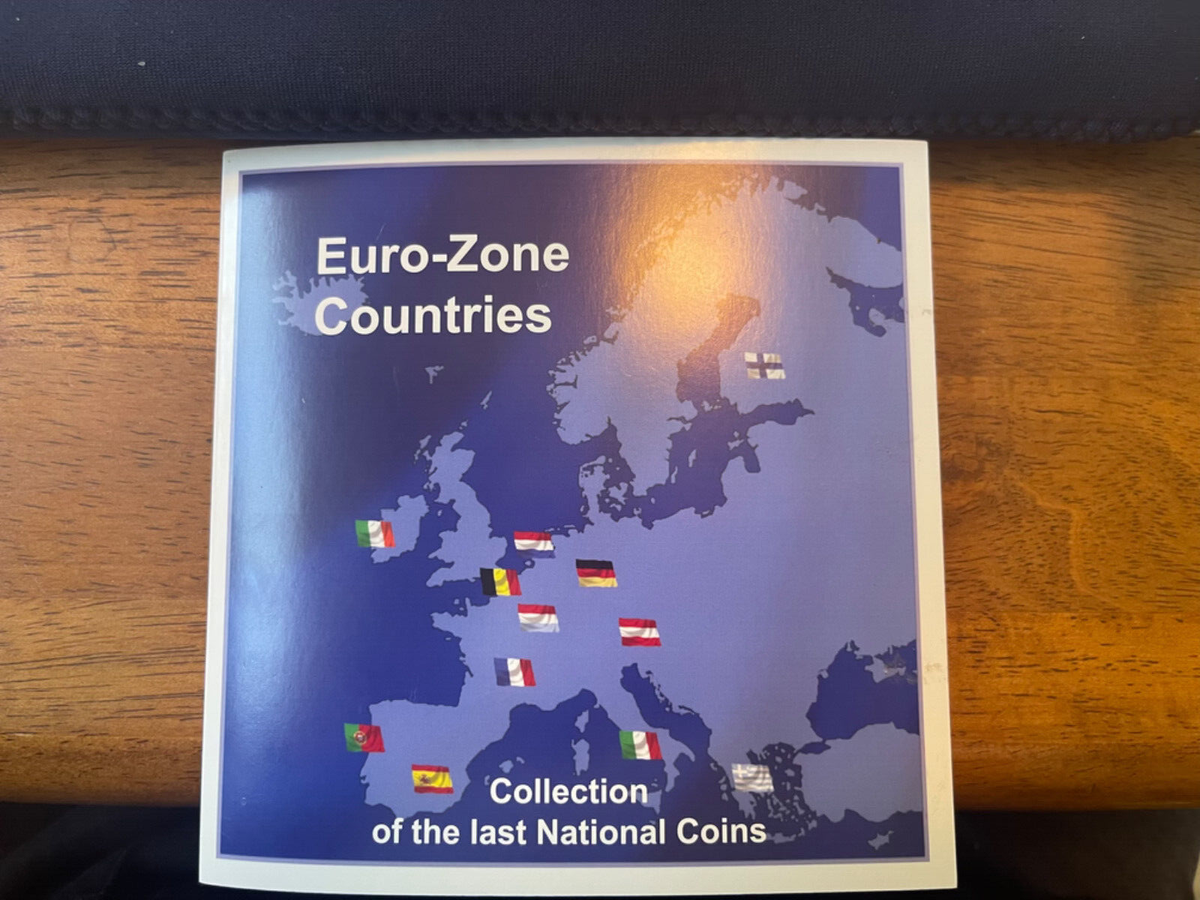 Euro-Zone
Countries
Collection
of the last National Coins